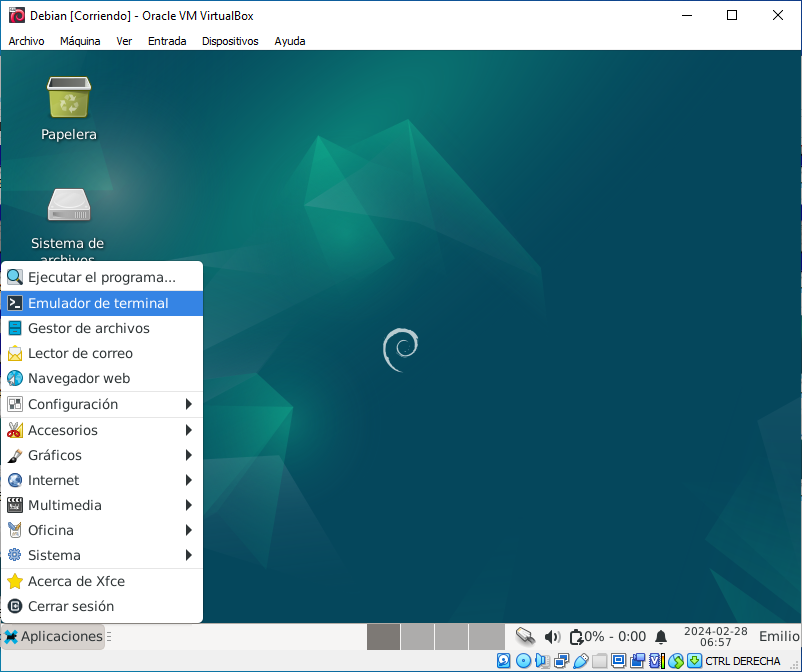 Debian [Corriendo] - Oracle VM VirtualBox
Archivo Máquina Ver Entrada Dispositivos Ayuda
Papelera
Sistema de
archivos
Ejecutar el programa...
Emulador de terminal
Gestor de archivos
Lector de correo
Navegador web
Configuración
Accesorios
Gráficos
Internet
Multimedia
Oficina
Sistema
Acerca de Xfce
Cerrar sesión
Aplicaciones
0% - 0:00
2024-02-28
06:57
Emilio
CTRL DERECHA